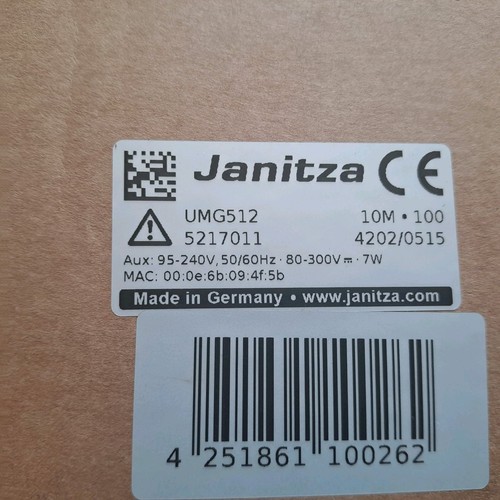 Janitza CE
UMG512 10M • 100
5217011 4202/0515
Aux: 95-240V, 50/60Hz · 80-300V⎓ · 7W
MAC: 00:0e:6b:09:4f:5b
Made in Germany • www.janitza.com
4 251861 100262